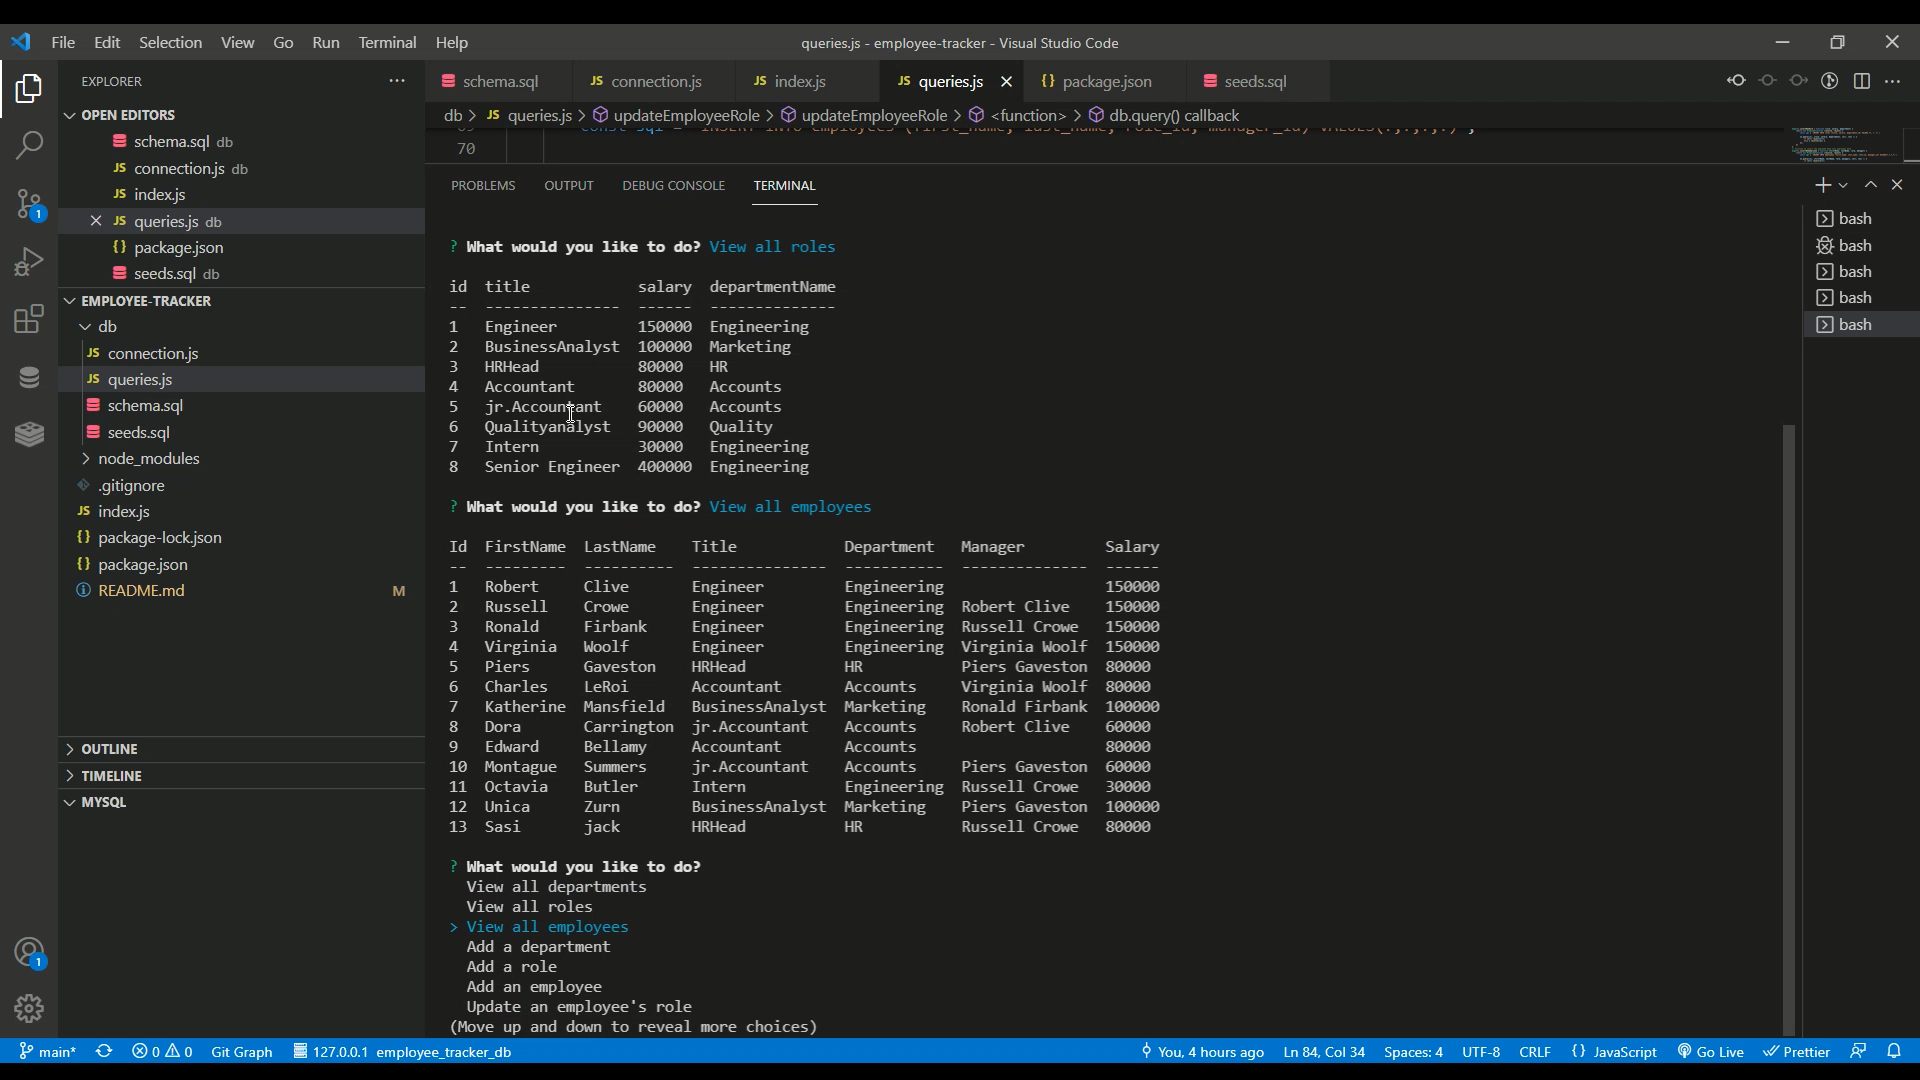 File Edit Selection View Go Run Terminal Help
queries.js - employee-tracker - Visual Studio Code
EXPLORER
OPEN EDITORS
schema.sql db
connection.js db
index.js
queries.js db
package.json
seeds.sql db
EMPLOYEE-TRACKER
db
connection.js
queries.js
schema.sql
seeds.sql
node_modules
.gitignore
index.js
package-lock.json
package.json
README.md M
OUTLINE
TIMELINE
MYSQL
1
1
schema.sql JS connection.js JS index.js JS queries.js {} package.json seeds.sql
db > JS queries.js > updateEmployeeRole > updateEmployeeRole > <function> > db.query() callback
70
PROBLEMS OUTPUT DEBUG CONSOLE TERMINAL
? What would you like to do? View all roles
id title salary departmentName
-- --------------- ------ --------------
1 Engineer 150000 Engineering
2 BusinessAnalyst 100000 Marketing
3 HRHead 80000 HR
4 Accountant 80000 Accounts
5 jr.Accountant 60000 Accounts
6 Qualityanalyst 90000 Quality
7 Intern 30000 Engineering
8 Senior Engineer 400000 Engineering
? What would you like to do? View all employees
Id FirstName LastName Title Department Manager Salary
-- --------- ---------- --------------- ----------- -------------- ------
1 Robert Clive Engineer Engineering 150000
2 Russell Crowe Engineer Engineering Robert Clive 150000
3 Ronald Firbank Engineer Engineering Russell Crowe 150000
4 Virginia Woolf Engineer Engineering Virginia Woolf 150000
5 Piers Gaveston HRHead HR Piers Gaveston 80000
6 Charles LeRoi Accountant Accounts Virginia Woolf 80000
7 Katherine Mansfield BusinessAnalyst Marketing Ronald Firbank 100000
8 Dora Carrington jr.Accountant Accounts Robert Clive 60000
9 Edward Bellamy Accountant Accounts 80000
10 Montague Summers jr.Accountant Accounts Piers Gaveston 60000
11 Octavia Butler Intern Engineering Russell Crowe 30000
12 Unica Zurn BusinessAnalyst Marketing Piers Gaveston 100000
13 Sasi jack HRHead HR Russell Crowe 80000
? What would you like to do?
View all departments
View all roles
> View all employees
Add a department
Add a role
Add an employee
Update an employee's role
(Move up and down to reveal more choices)
bash
bash
bash
bash
bash
main* 0 0 Git Graph 127.0.0.1 employee_tracker_db You, 4 hours ago Ln 84, Col 34 Spaces: 4 UTF-8 CRLF {} JavaScript Go Live Prettier